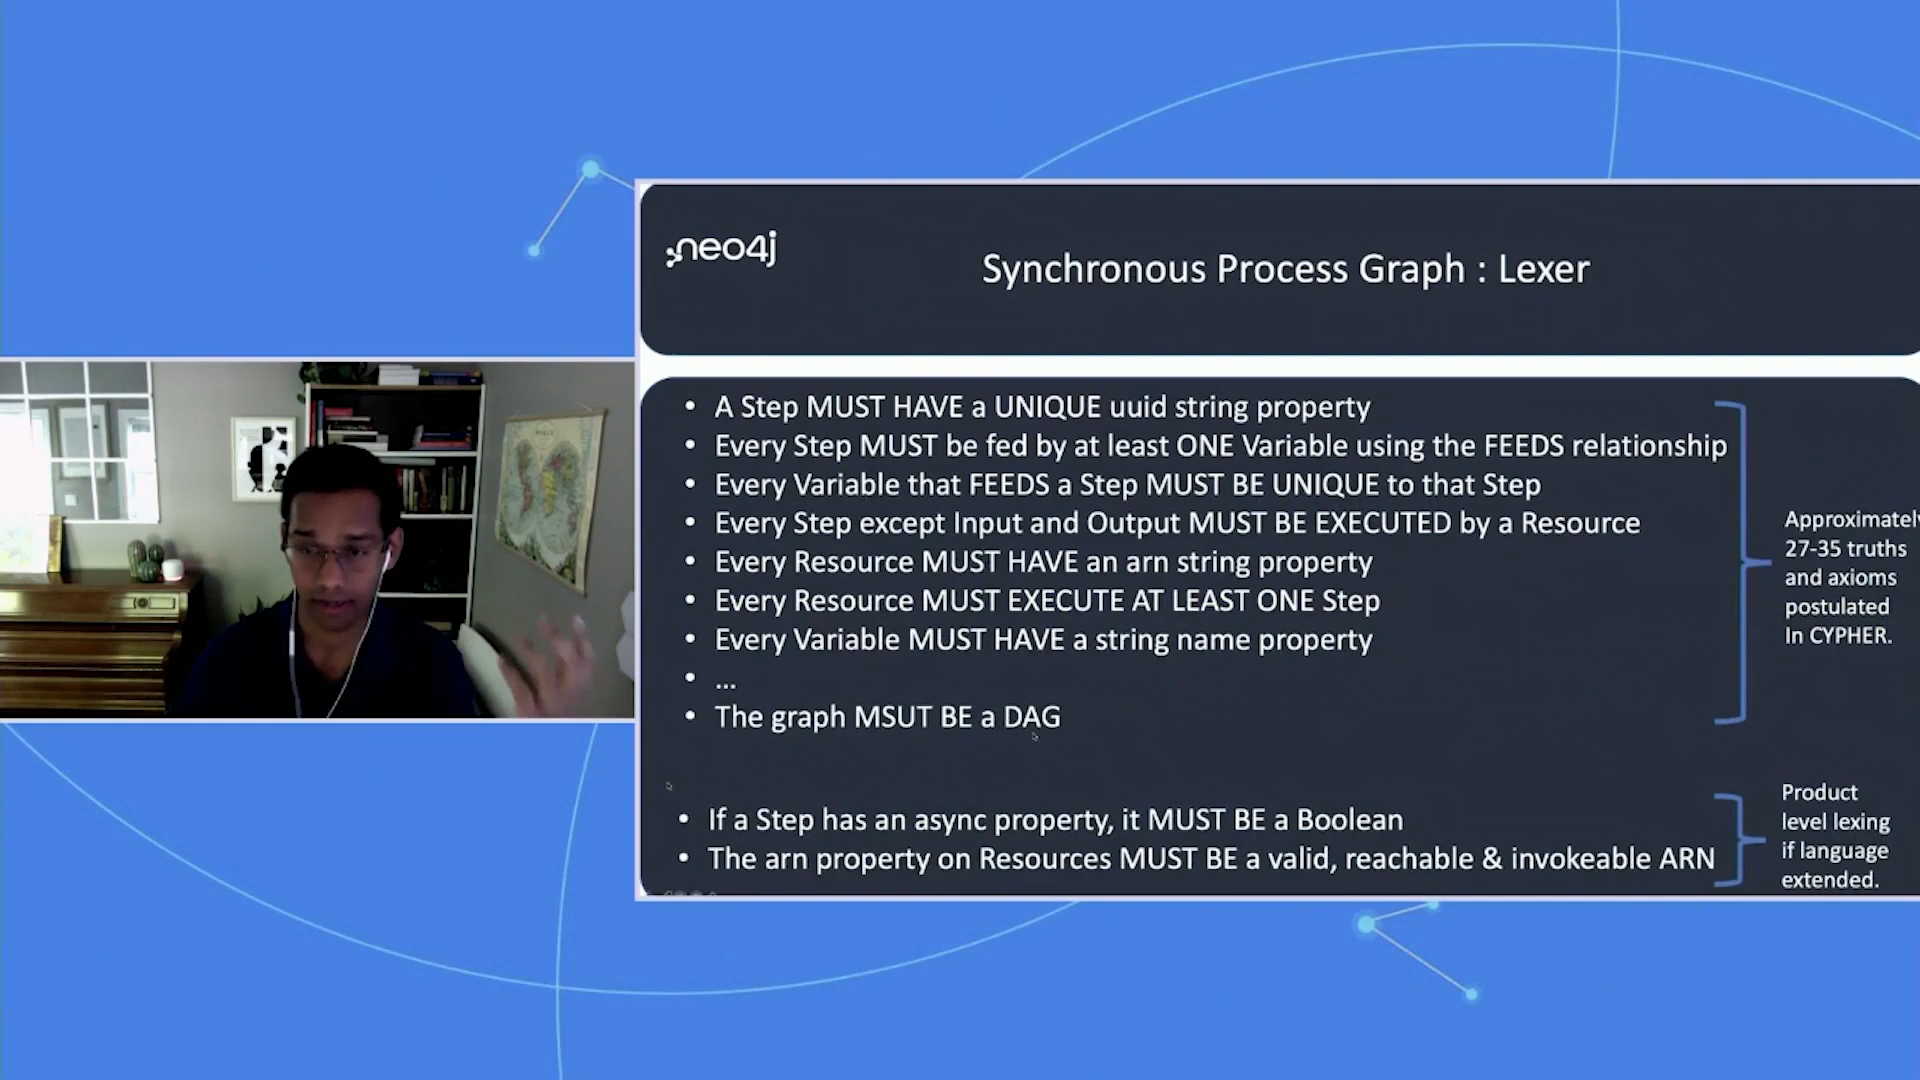 neo4j
Synchronous Process Graph : Lexer
• A Step MUST HAVE a UNIQUE uuid string property
• Every Step MUST be fed by at least ONE Variable using the FEEDS relationship
• Every Variable that FEEDS a Step MUST BE UNIQUE to that Step
• Every Step except Input and Output MUST BE EXECUTED by a Resource
• Every Resource MUST HAVE an arn string property
• Every Resource MUST EXECUTE AT LEAST ONE Step
• Every Variable MUST HAVE a string name property
• ...
• The graph MSUT BE a DAG
Approximately
27-35 truths
and axioms
postulated
In CYPHER.
• If a Step has an async property, it MUST BE a Boolean
• The arn property on Resources MUST BE a valid, reachable & invokeable ARN
Product
level lexing
if language
extended.